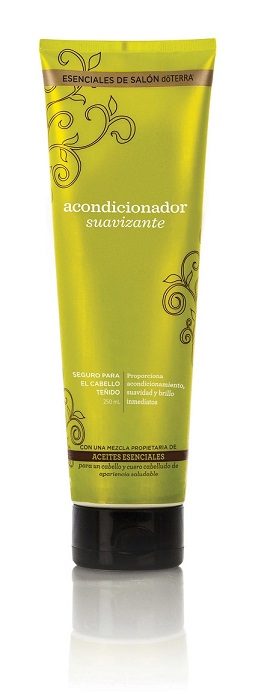 ESENCIALES DE SALÓN dōTERRA
acondicionador
suavizante
SEGURO PARA
EL CABELLO
TEÑIDO
250 mL
Proporciona
acondicionamiento,
suavidad y brillo
inmediatos
CON UNA MEZCLA PROPIETARIA DE
ACEITES ESENCIALES
para un cabello y cuero cabelludo de
apariencia saludable